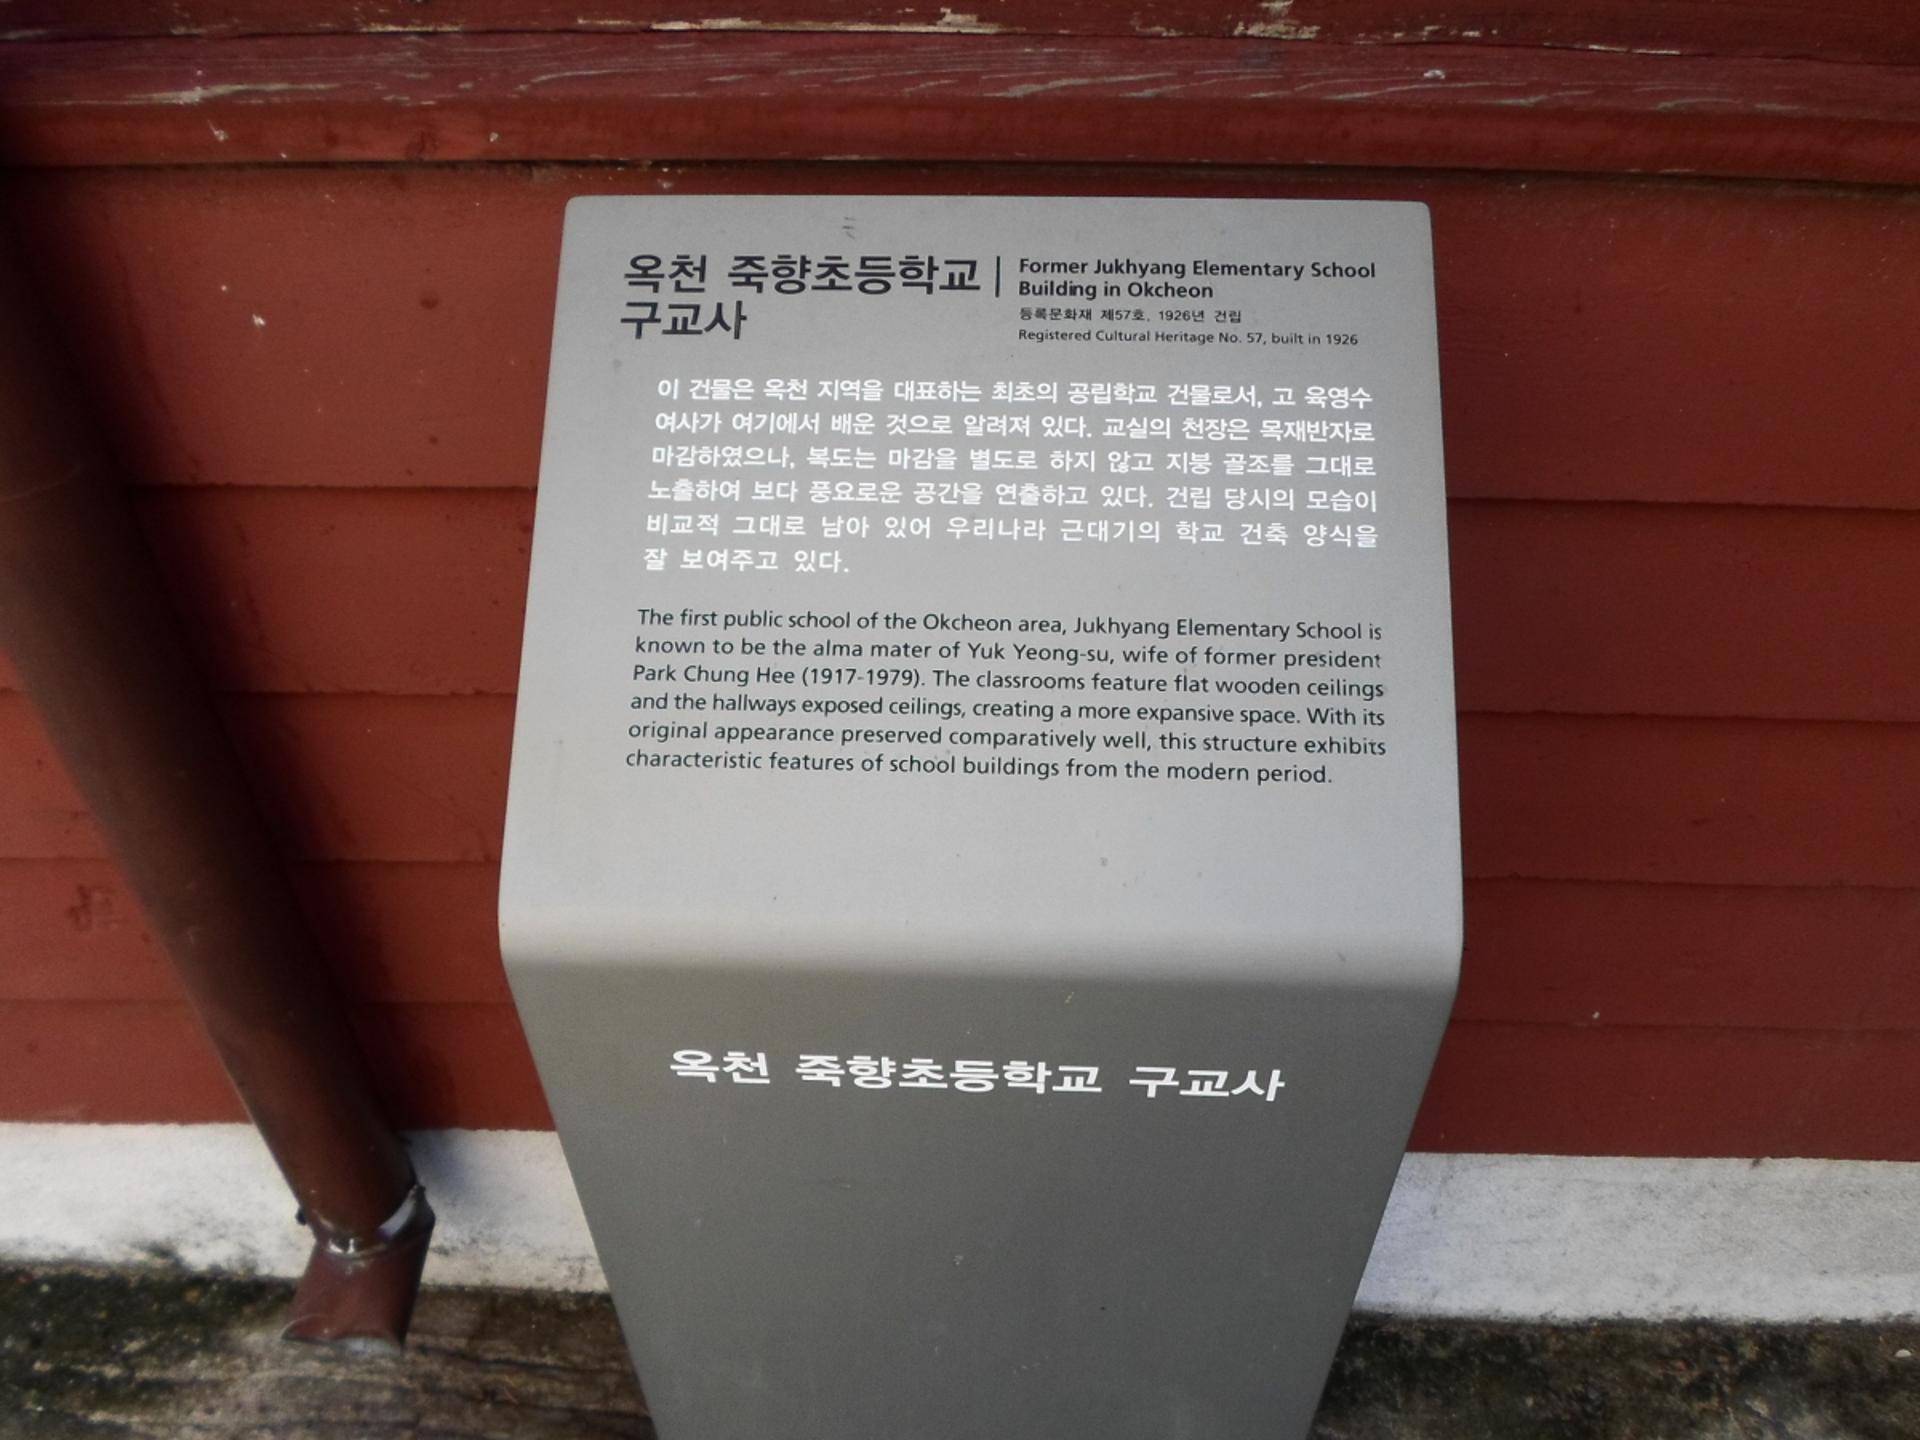 옥천 죽향초등학교
구교사
Former Jukhyang Elementary School
Building in Okcheon
등록문화재 제57호, 1926년 건립
Registered Cultural Heritage No. 57, built in 1926
이 건물은 옥천 지역을 대표하는 최초의 공립학교 건물로서, 고 육영수
여사가 여기에서 배운 것으로 알려져 있다. 교실의 천장은 목재반자로
마감하였으나, 복도는 마감을 별도로 하지 않고 지붕 골조를 그대로
노출하여 보다 풍요로운 공간을 연출하고 있다. 건립 당시의 모습이
비교적 그대로 남아 있어 우리나라 근대기의 학교 건축 양식을
잘 보여주고 있다.
The first public school of the Okcheon area, Jukhyang Elementary School is
known to be the alma mater of Yuk Yeong-su, wife of former president
Park Chung Hee (1917-1979). The classrooms feature flat wooden ceilings
and the hallways exposed ceilings, creating a more expansive space. With its
original appearance preserved comparatively well, this structure exhibits
characteristic features of school buildings from the modern period.
옥천 죽향초등학교 구교사